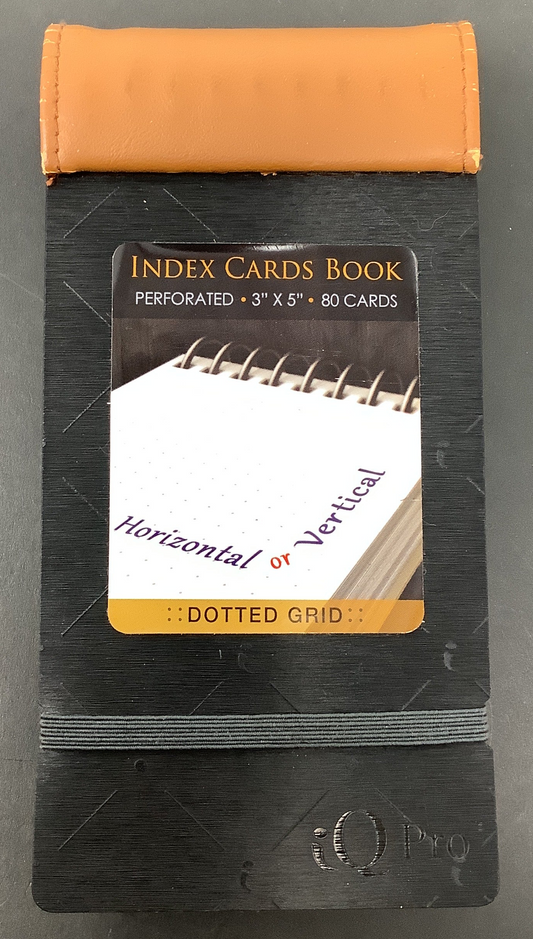 INDEX CARDS BOOK
PERFORATED • 3" X 5" • 80 CARDS
Horizontal or Vertical
::DOTTED GRID::
iQ Pro